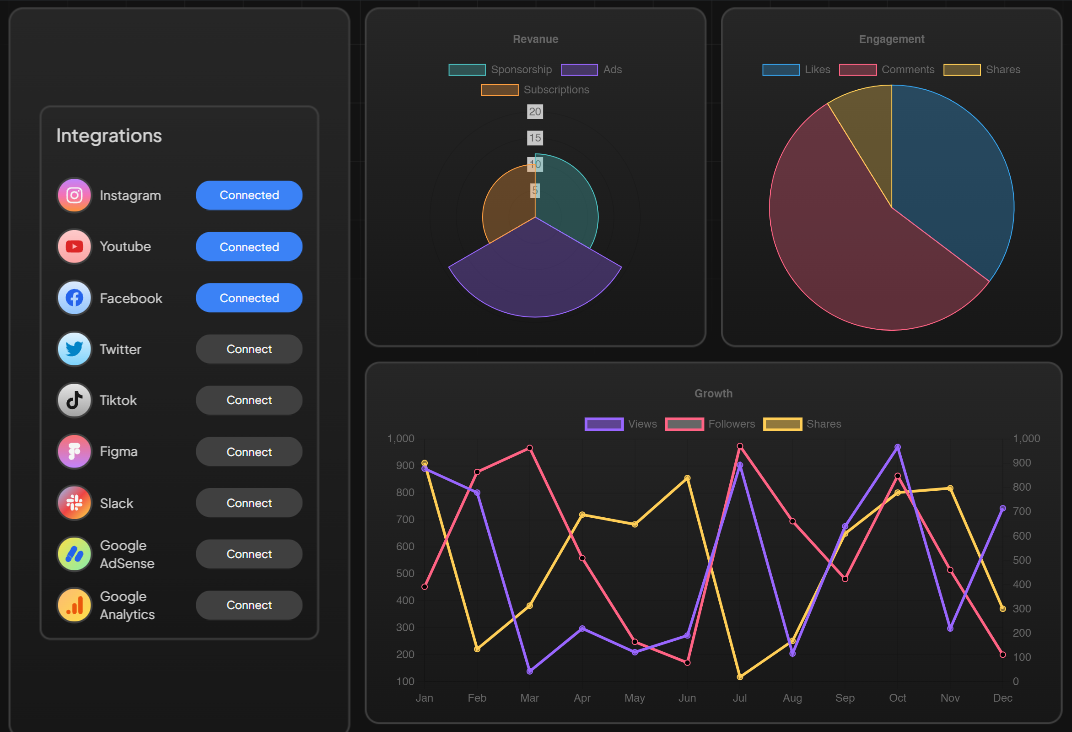 Integrations
Instagram Connected
Youtube Connected
Facebook Connected
Twitter Connect
Tiktok Connect
Figma Connect
Slack Connect
Google
AdSense Connect
Google
Analytics Connect
Revanue
Sponsorship Ads
Subscriptions
20
15
10
5
Engagement
Likes Comments Shares
Growth
Views Followers Shares
1,000 1,000
900 900
800 800
700 700
600 600
500 500
400 400
300 300
200 200
100 100
0
Jan Feb Mar Apr May Jun Jul Aug Sep Oct Nov Dec